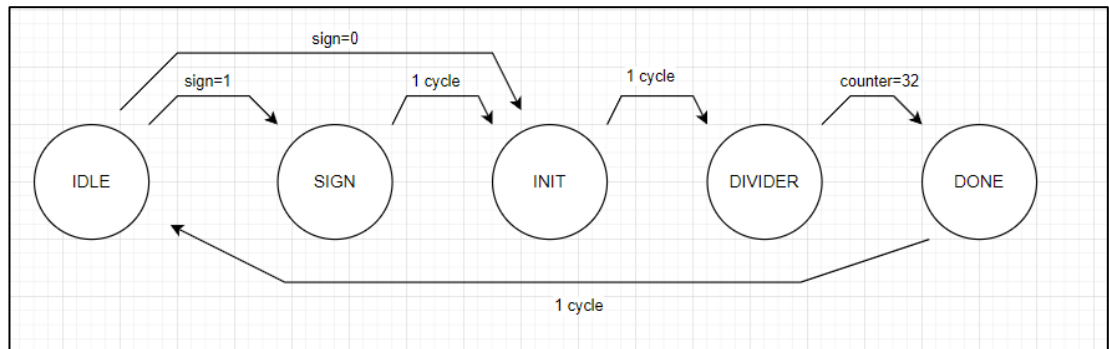 sign=0
sign=1
1 cycle
1 cycle
counter=32
IDLE
SIGN
INIT
DIVIDER
DONE
1 cycle